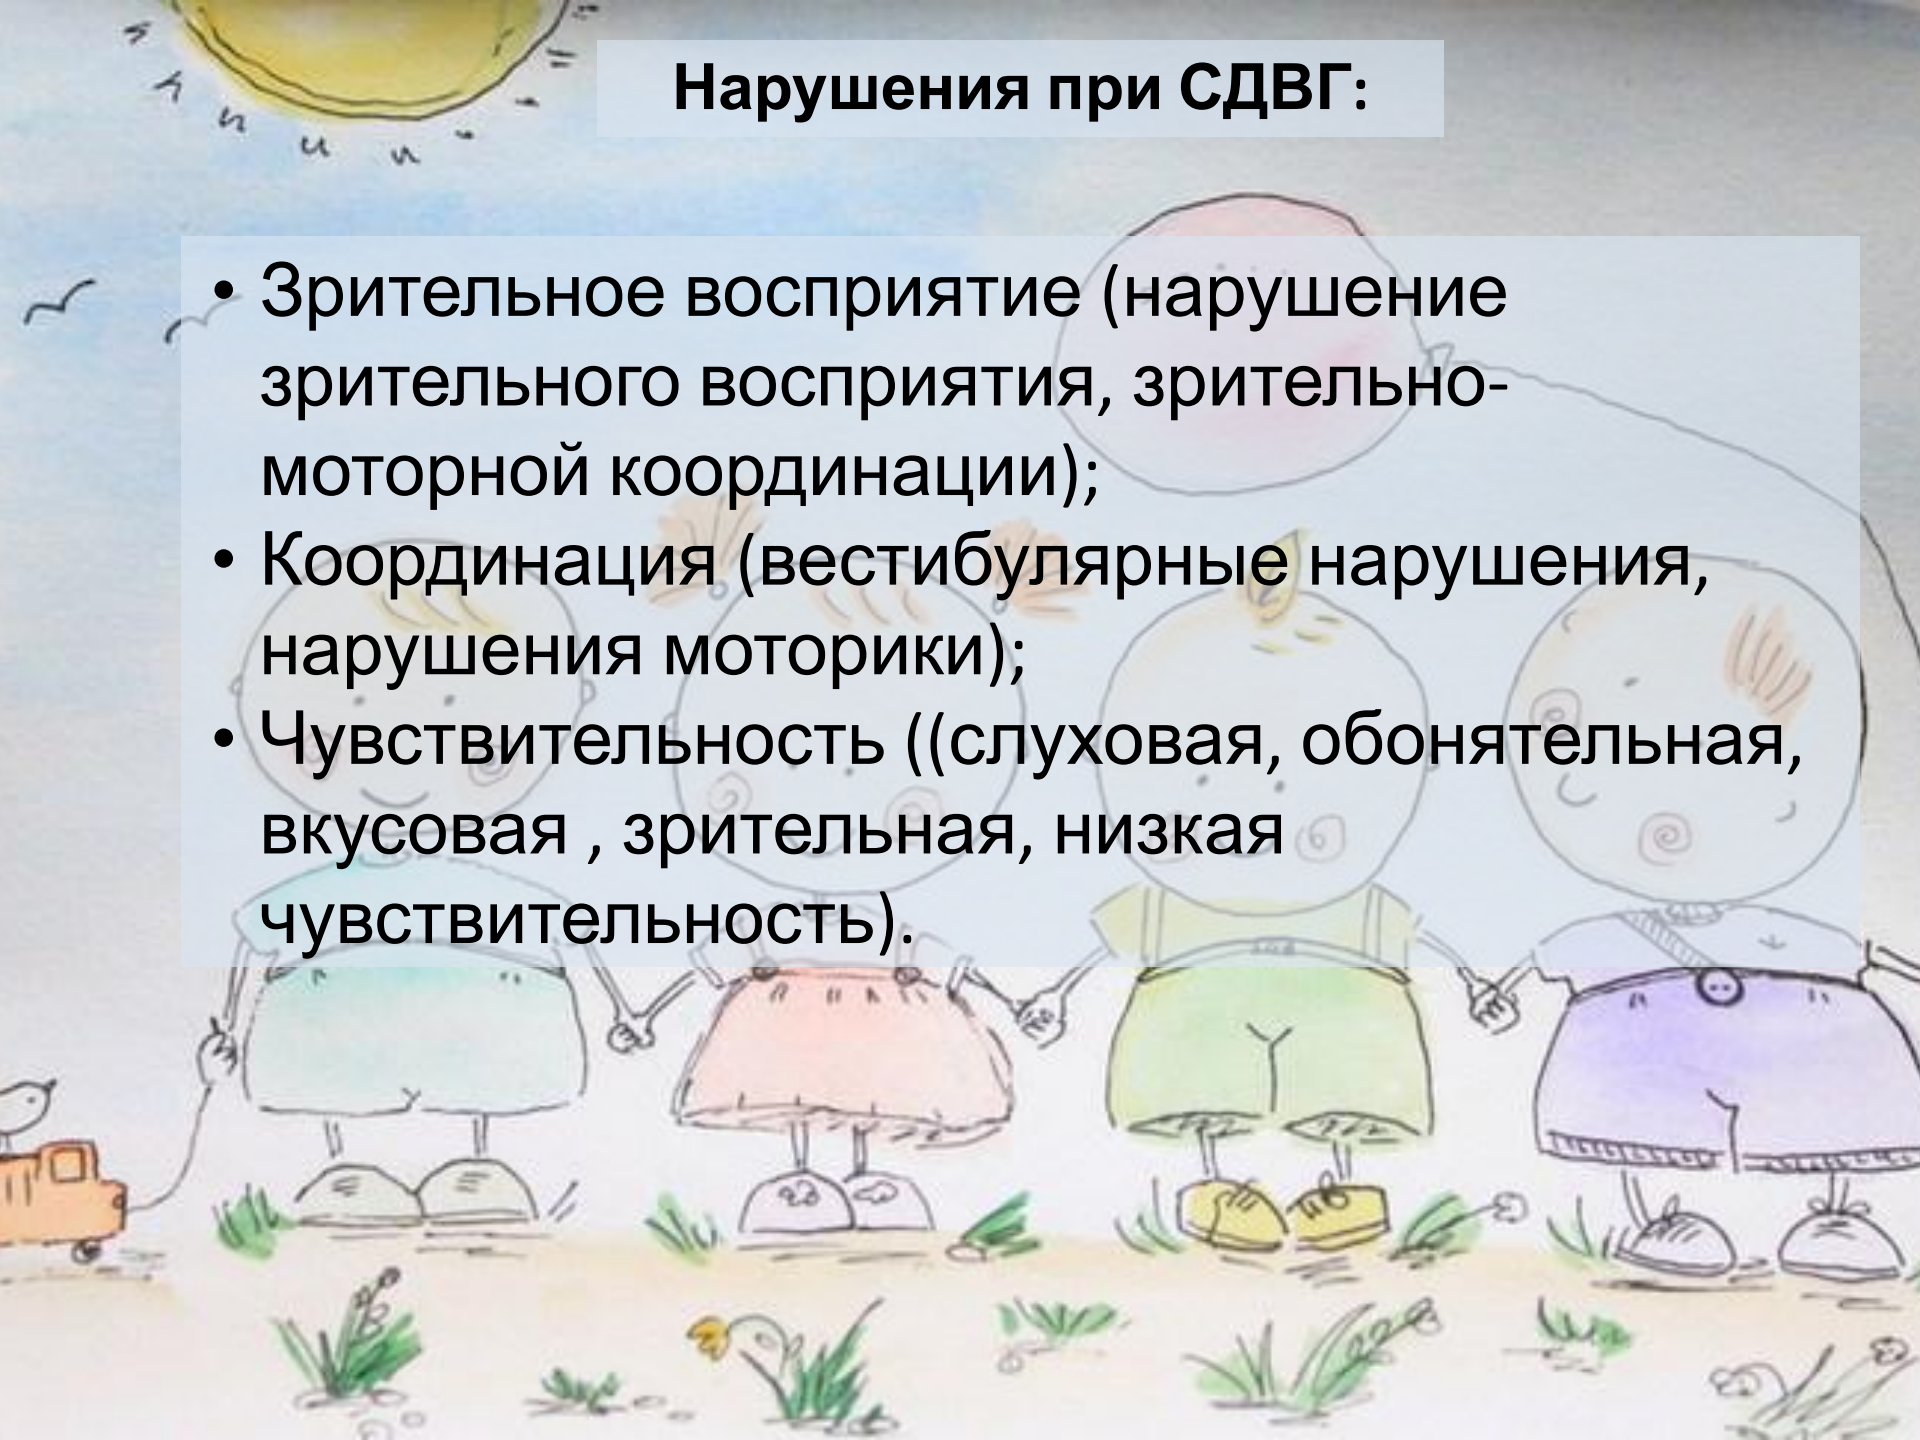 Нарушения при СДВГ:
• Зрительное восприятие (нарушение
зрительного восприятия, зрительно-
моторной координации);
• Координация (вестибулярные нарушения,
нарушения моторики);
• Чувствительность ((слуховая, обонятельная,
вкусовая , зрительная, низкая
чувствительность).